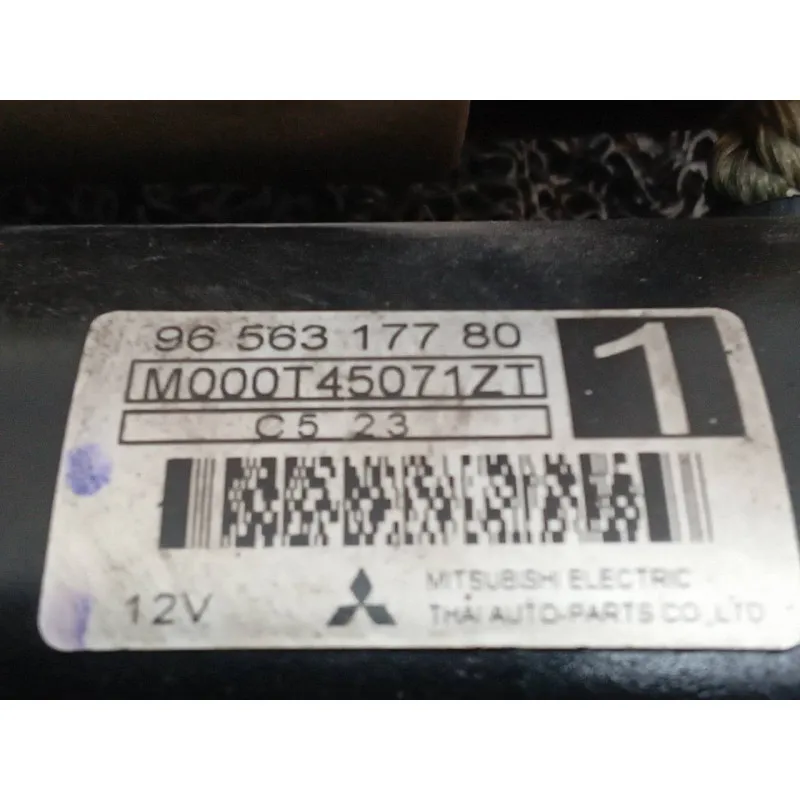 96 563 177 80
1
M000T45071ZT
C5 23
12V
MITSUBISHI ELECTRIC
THAI AUTO-PARTS CO.,LTD